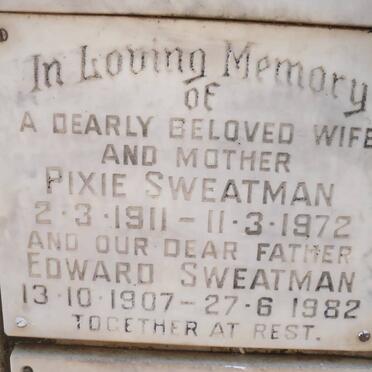 In Loving Memory
OF
A DEARLY BELOVED WIFE
AND MOTHER
PIXIE SWEATMAN
2·3·1911-11·3·1972
AND OUR DEAR FATHER
EDWARD SWEATMAN
13·10·1907-27·6·1982
TOGETHER AT REST.